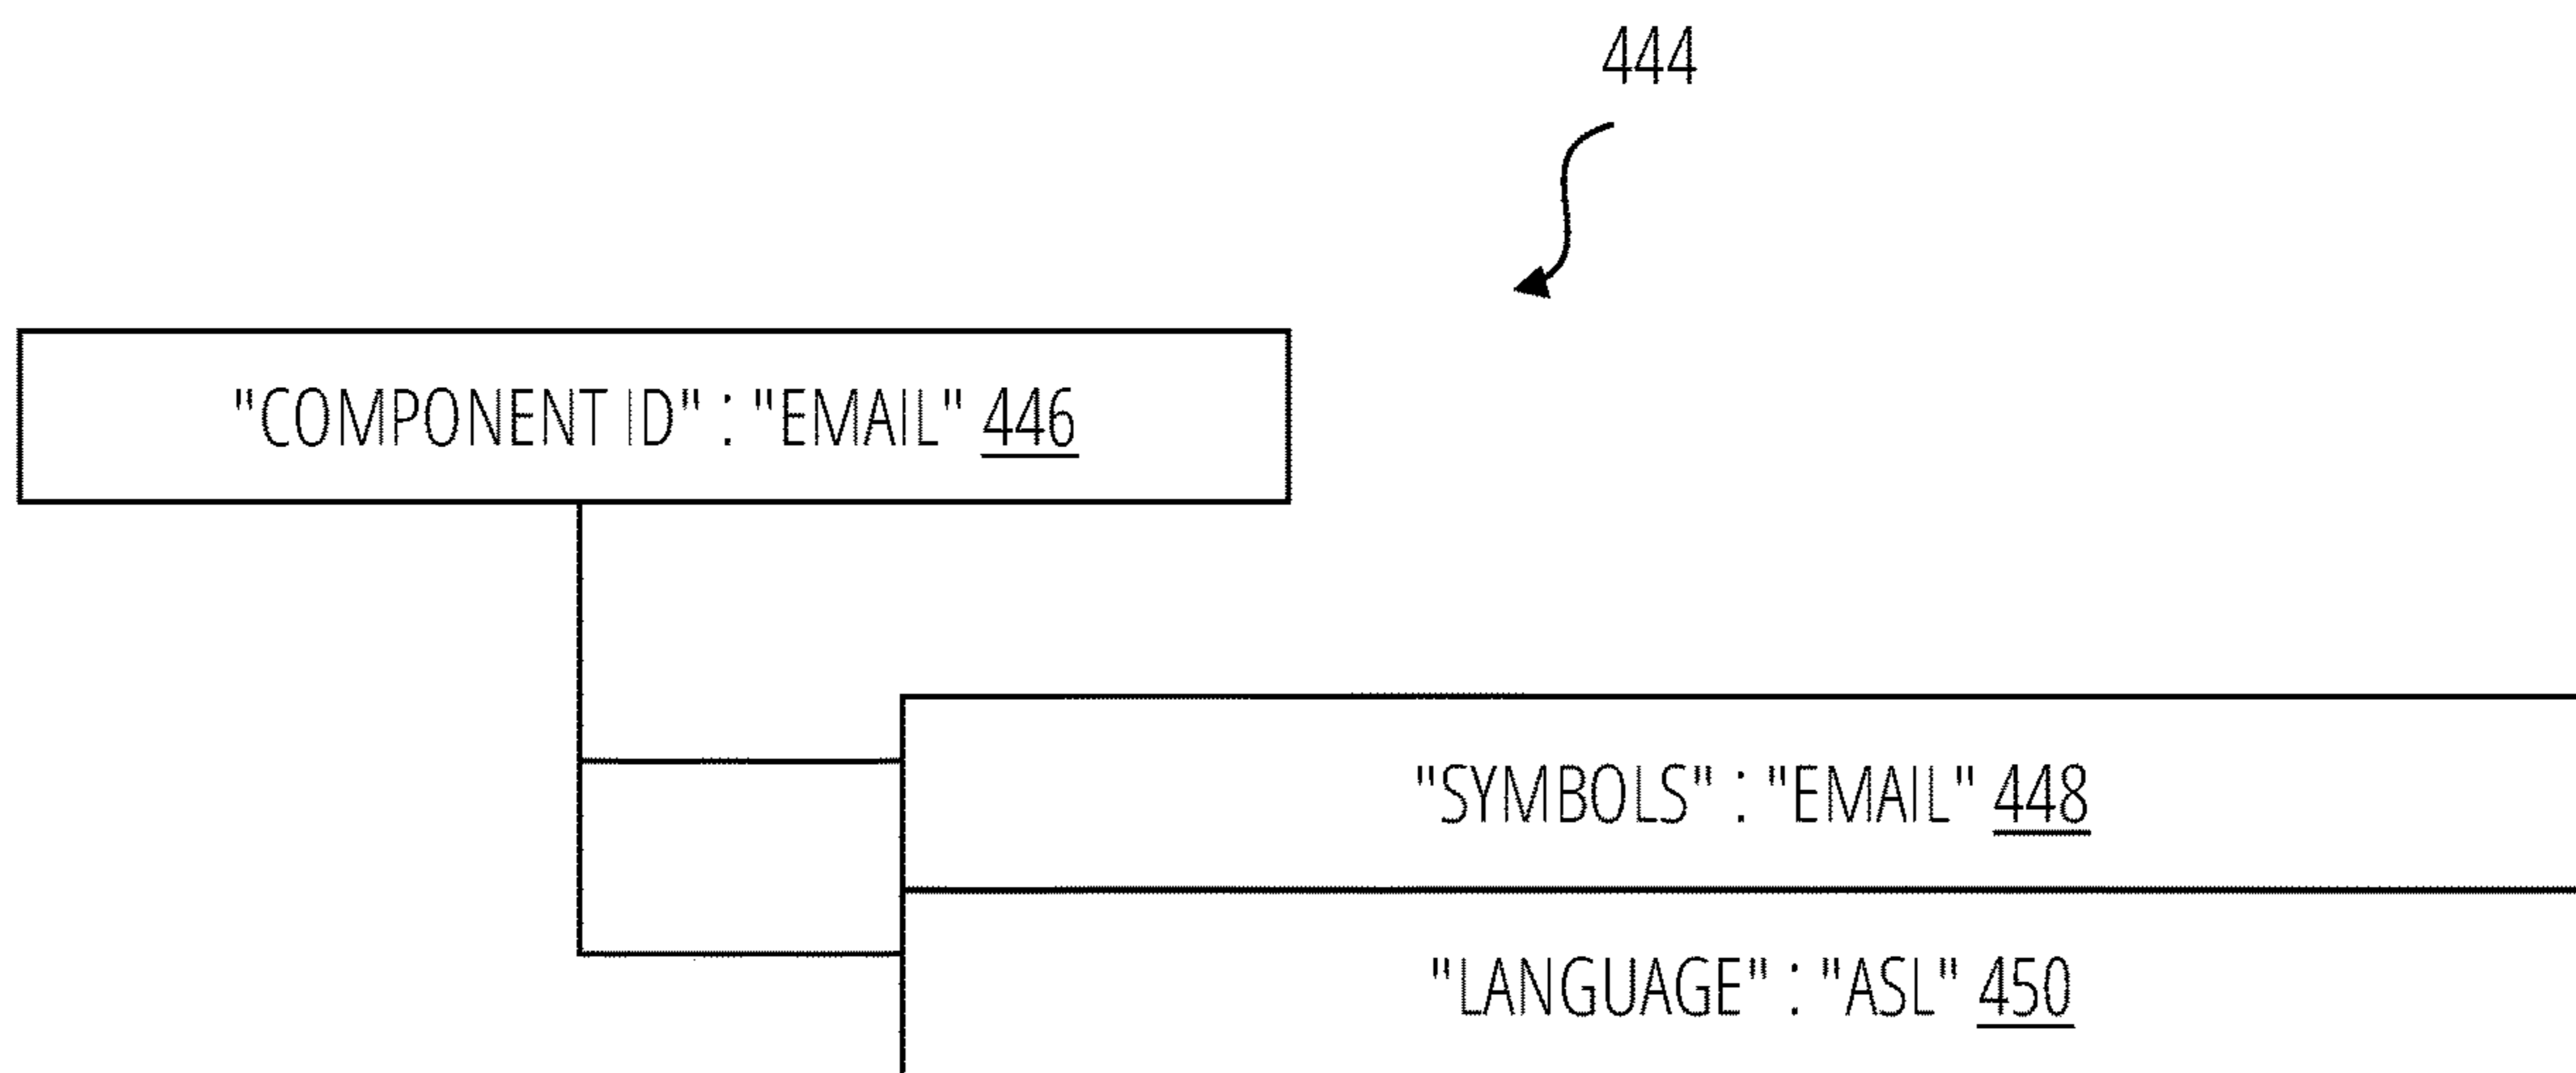 444
"COMPONENT ID" : "EMAIL" 446
"SYMBOLS" : "EMAIL" 448
"LANGUAGE" : "ASL" 450